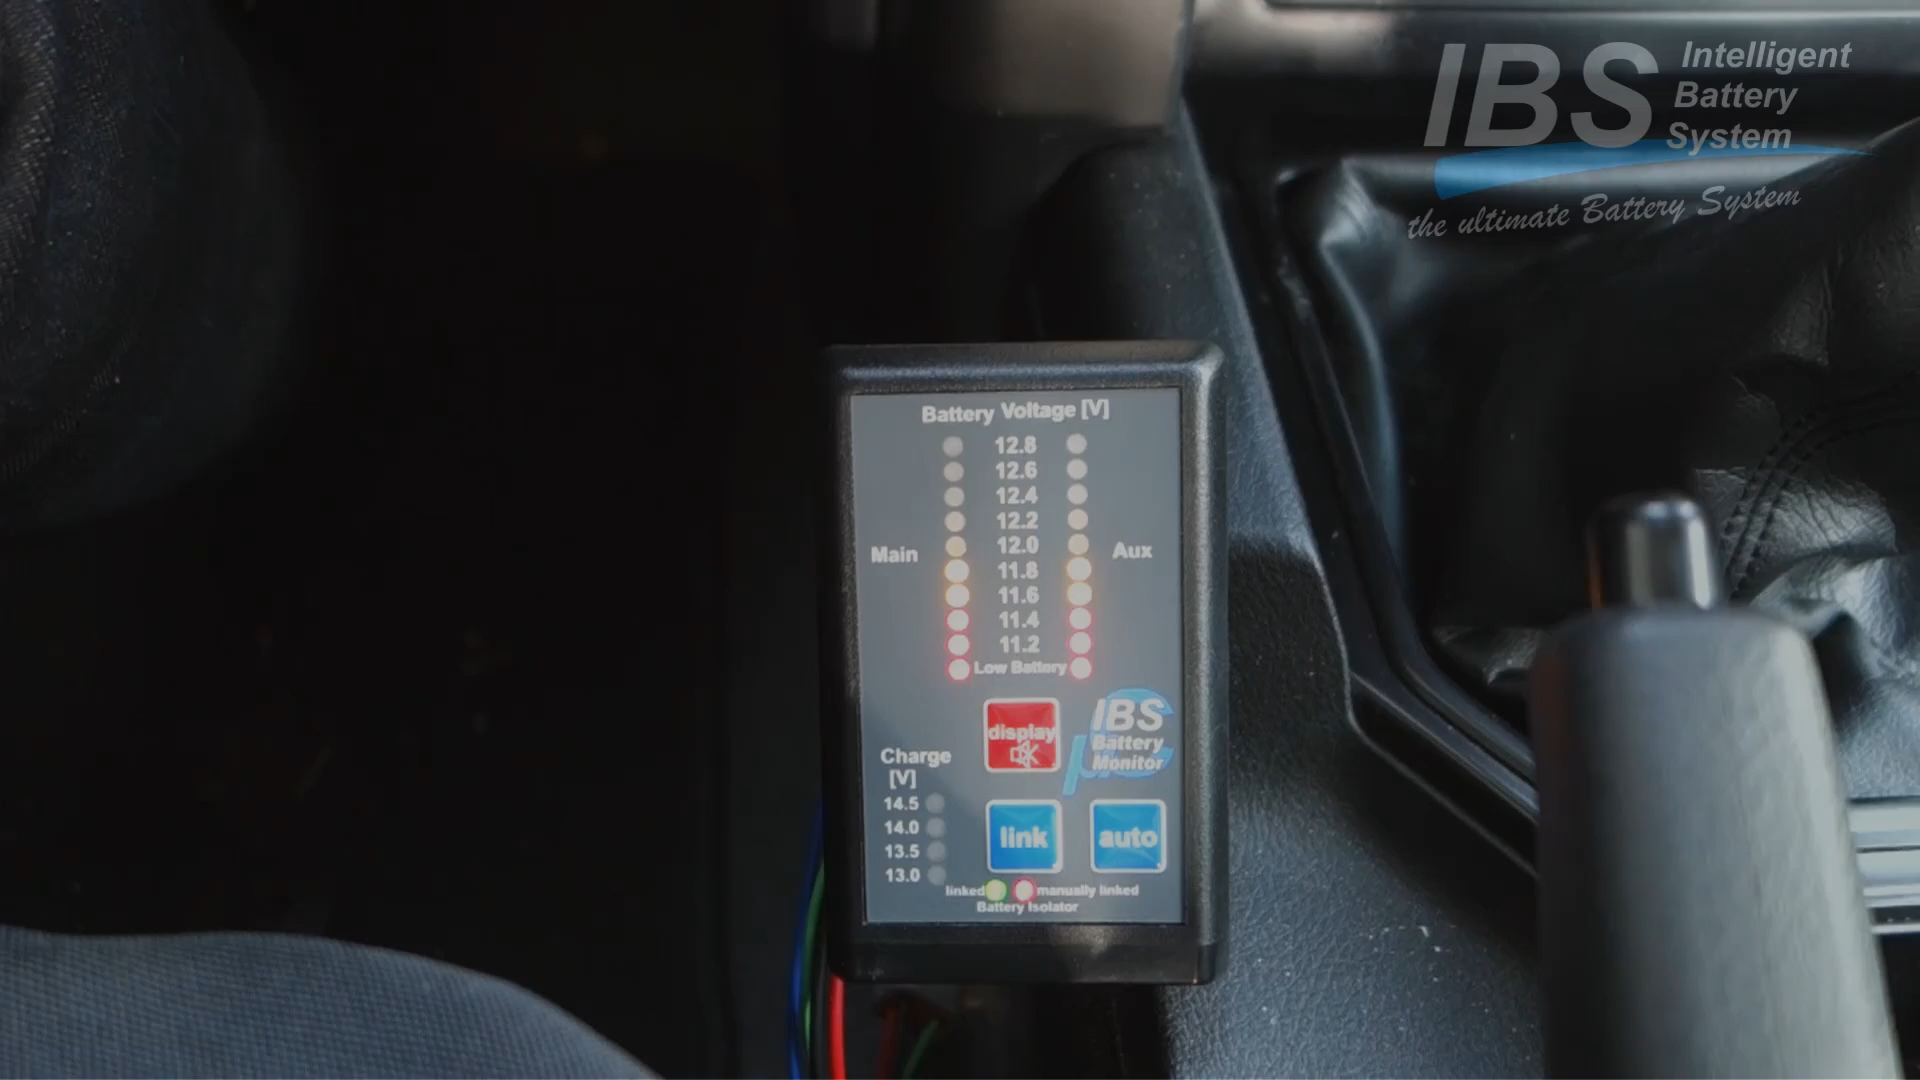 IBS Intelligent
Battery
System
the ultimate Battery System
Battery Voltage [V]
12.8
12.6
12.4
12.2
12.0
Main
Aux
11.8
11.6
11.4
11.2
Low Battery
display
IBS
Battery
Monitor
µC
Charge
[V]
14.5
14.0
13.5
13.0
link
auto
linked manually linked
Battery Isolator